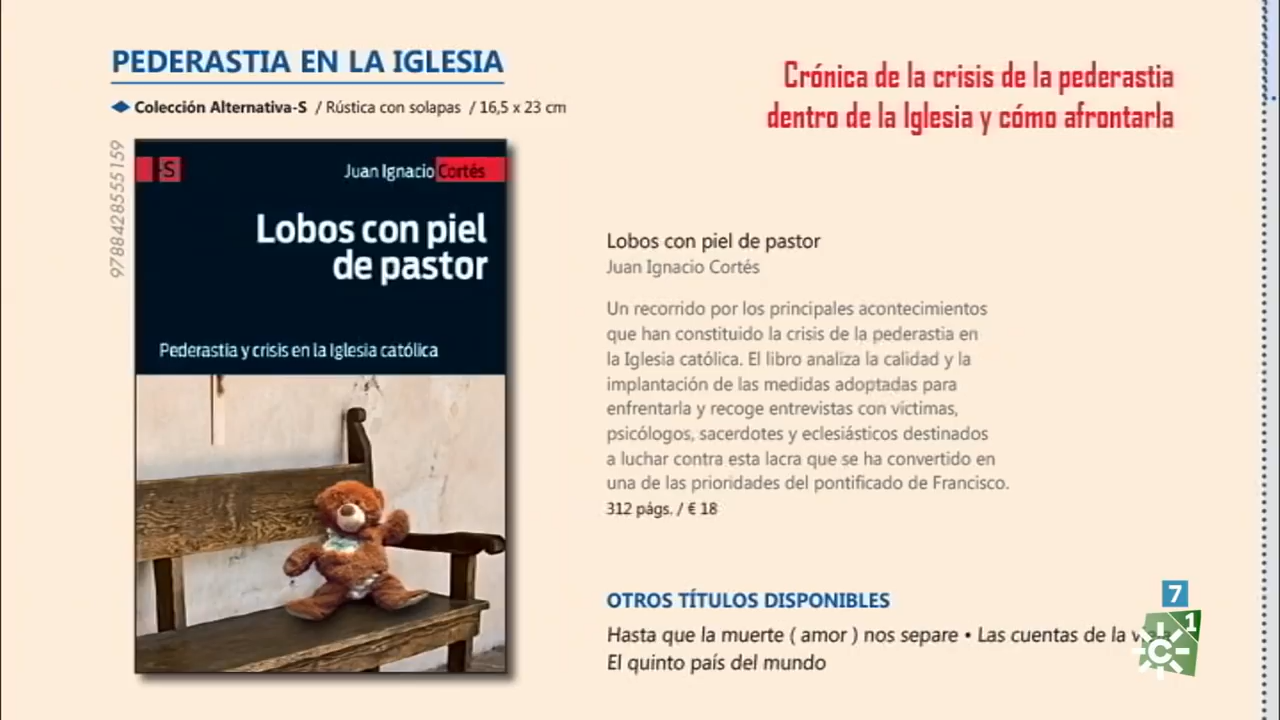 PEDERASTIA EN LA IGLESIA
Colección Alternativa-S / Rústica con solapas / 16,5 x 23 cm
Crónica de la crisis de la pederastia
dentro de la Iglesia y cómo afrontarla
9788428555159
-S
Juan Ignacio Cortés
Lobos con piel
de pastor
Pederastia y crisis en la Iglesia católica
Lobos con piel de pastor
Juan Ignacio Cortés
Un recorrido por los principales acontecimientos
que han constituido la crisis de la pederastia en
la Iglesia católica. El libro analiza la calidad y la
implantación de las medidas adoptadas para
enfrentarla y recoge entrevistas con víctimas,
psicólogos, sacerdotes y eclesiásticos destinados
a luchar contra esta lacra que se ha convertido en
una de las prioridades del pontificado de Francisco.
312 págs. / € 18
OTROS TÍTULOS DISPONIBLES
Hasta que la muerte ( amor ) nos separe • Las cuentas de la
El quinto país del mundo
7
1
C